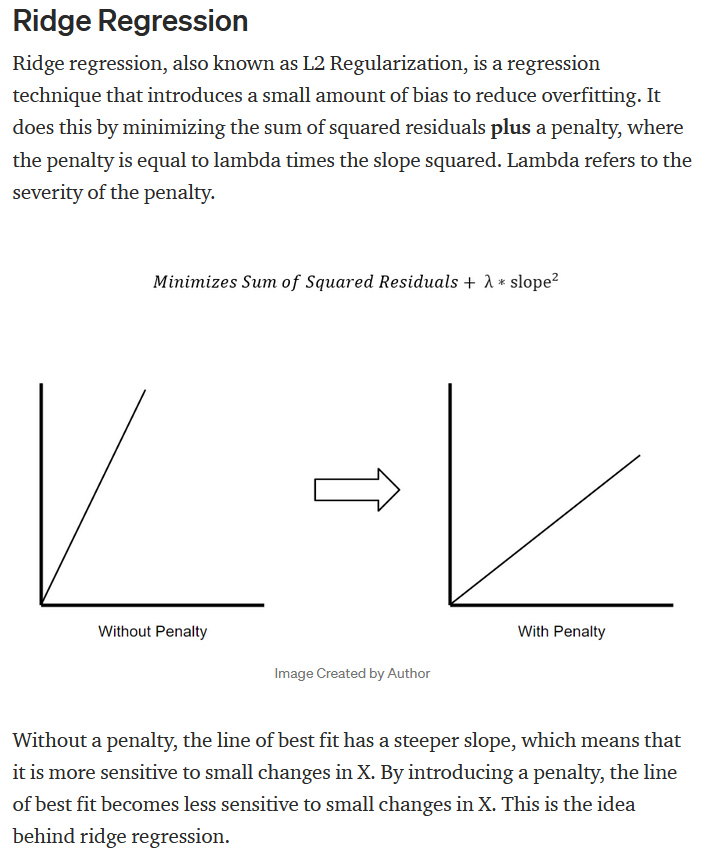 Ridge Regression
Ridge regression, also known as L2 Regularization, is a regression
technique that introduces a small amount of bias to reduce overfitting. It
does this by minimizing the sum of squared residuals plus a penalty, where
the penalty is equal to lambda times the slope squared. Lambda refers to the
severity of the penalty.
Minimizes Sum of Squared Residuals + λ * slope²
Without Penalty
With Penalty
Image Created by Author
Without a penalty, the line of best fit has a steeper slope, which means that
it is more sensitive to small changes in X. By introducing a penalty, the line
of best fit becomes less sensitive to small changes in X. This is the idea
behind ridge regression.